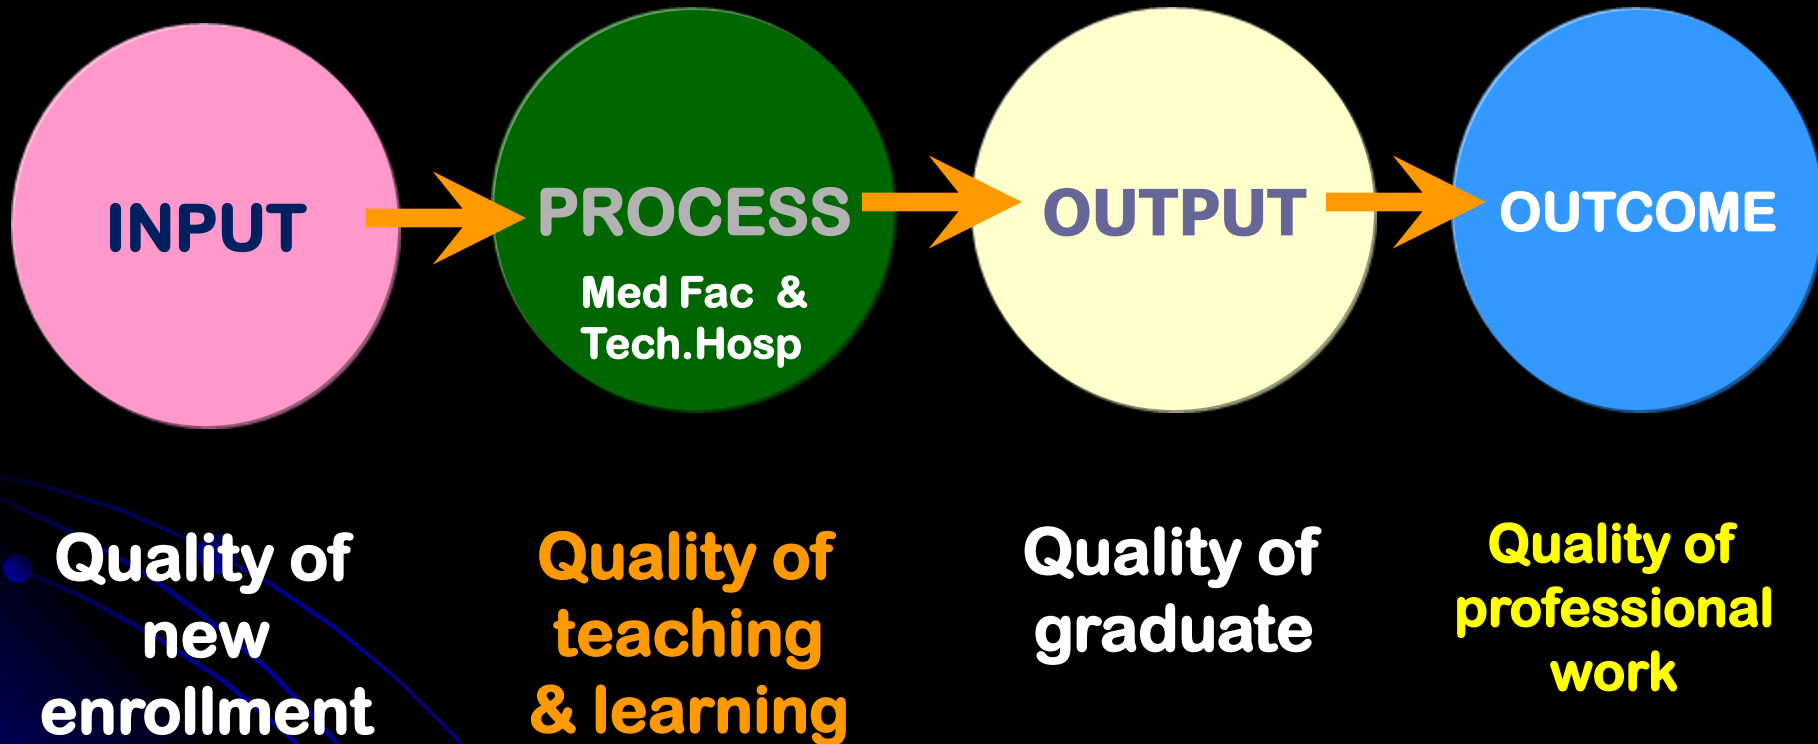 INPUT
PROCESS
Med Fac &
Tech.Hosp
OUTPUT
OUTCOME
Quality of
new
enrollment
Quality of
teaching
& learning
Quality of
graduate
Quality of
professional
work